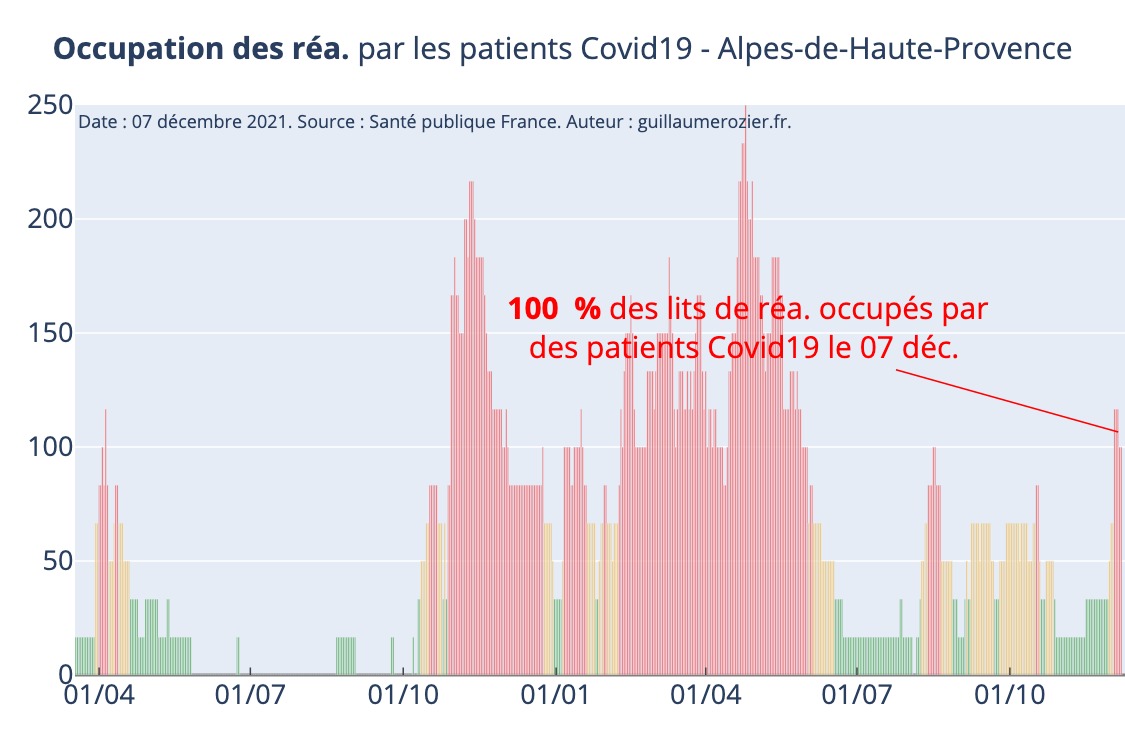 Occupation des réa. par les patients Covid19 - Alpes-de-Haute-Provence
250
Date : 07 décembre 2021. Source : Santé publique France. Auteur : guillaumerozier.fr.
200
100 % des lits de réa. occupés par
150
des patients Covid19 le 07 déc.
100
50
0
01/04 01/07 01/10 01/01 01/04 01/07 01/10